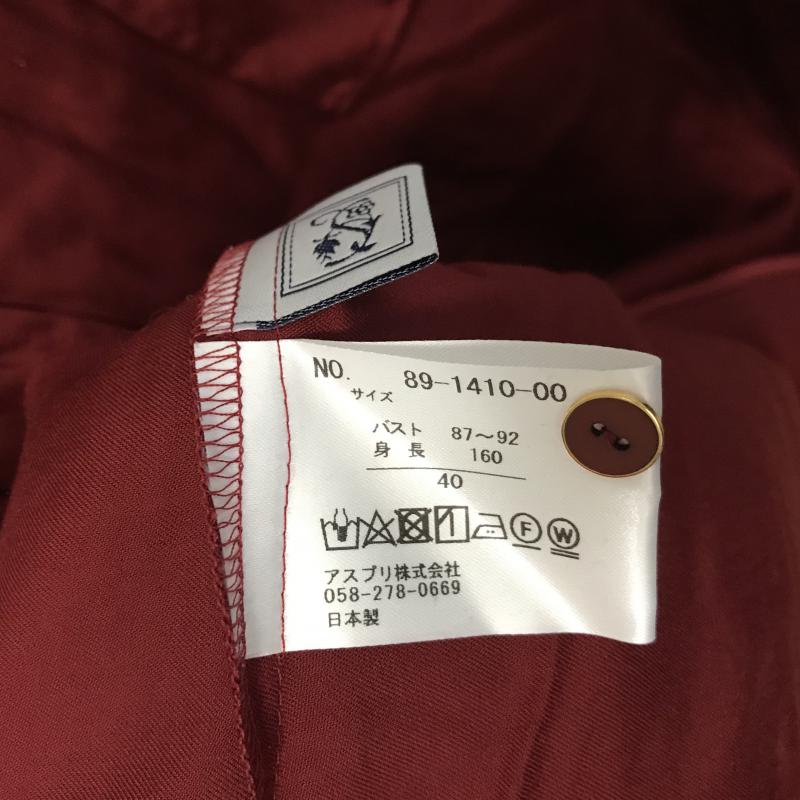 NO. 89-1410-00
サイズ
バスト 87～92
身長 160
40
F W
アスプリ株式会社
058-278-0669
日本製